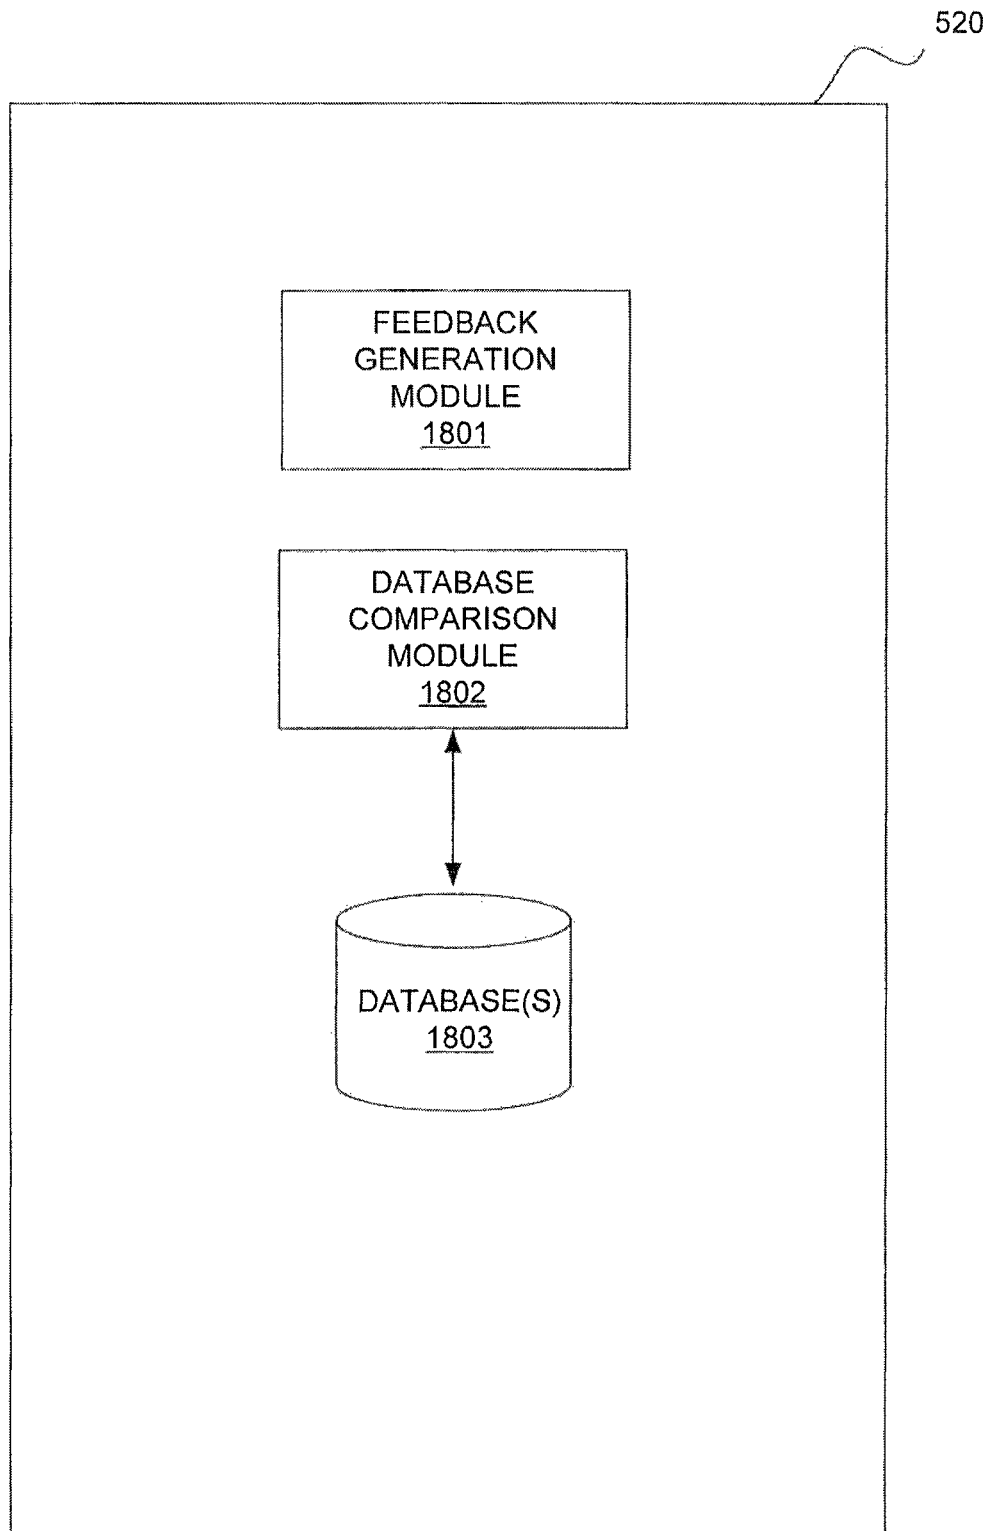 520
FEEDBACK
GENERATION
MODULE
1801
DATABASE
COMPARISON
MODULE
1802
DATABASE(S)
1803